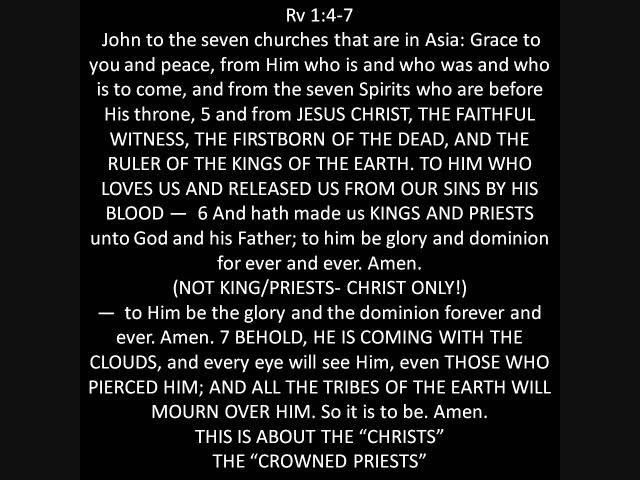 Rv 1:4-7
John to the seven churches that are in Asia: Grace to
you and peace, from Him who is and who was and who
is to come, and from the seven Spirits who are before
His throne, 5 and from JESUS CHRIST, THE FAITHFUL
WITNESS, THE FIRSTBORN OF THE DEAD, AND THE
RULER OF THE KINGS OF THE EARTH. TO HIM WHO
LOVES US AND RELEASED US FROM OUR SINS BY HIS
BLOOD — 6 And hath made us KINGS AND PRIESTS
unto God and his Father; to him be glory and dominion
for ever and ever. Amen.
(NOT KING/PRIESTS- CHRIST ONLY!)
— to Him be the glory and the dominion forever and
ever. Amen. 7 BEHOLD, HE IS COMING WITH THE
CLOUDS, and every eye will see Him, even THOSE WHO
PIERCED HIM; AND ALL THE TRIBES OF THE EARTH WILL
MOURN OVER HIM. So it is to be. Amen.
THIS IS ABOUT THE “CHRISTS”
THE “CROWNED PRIESTS”